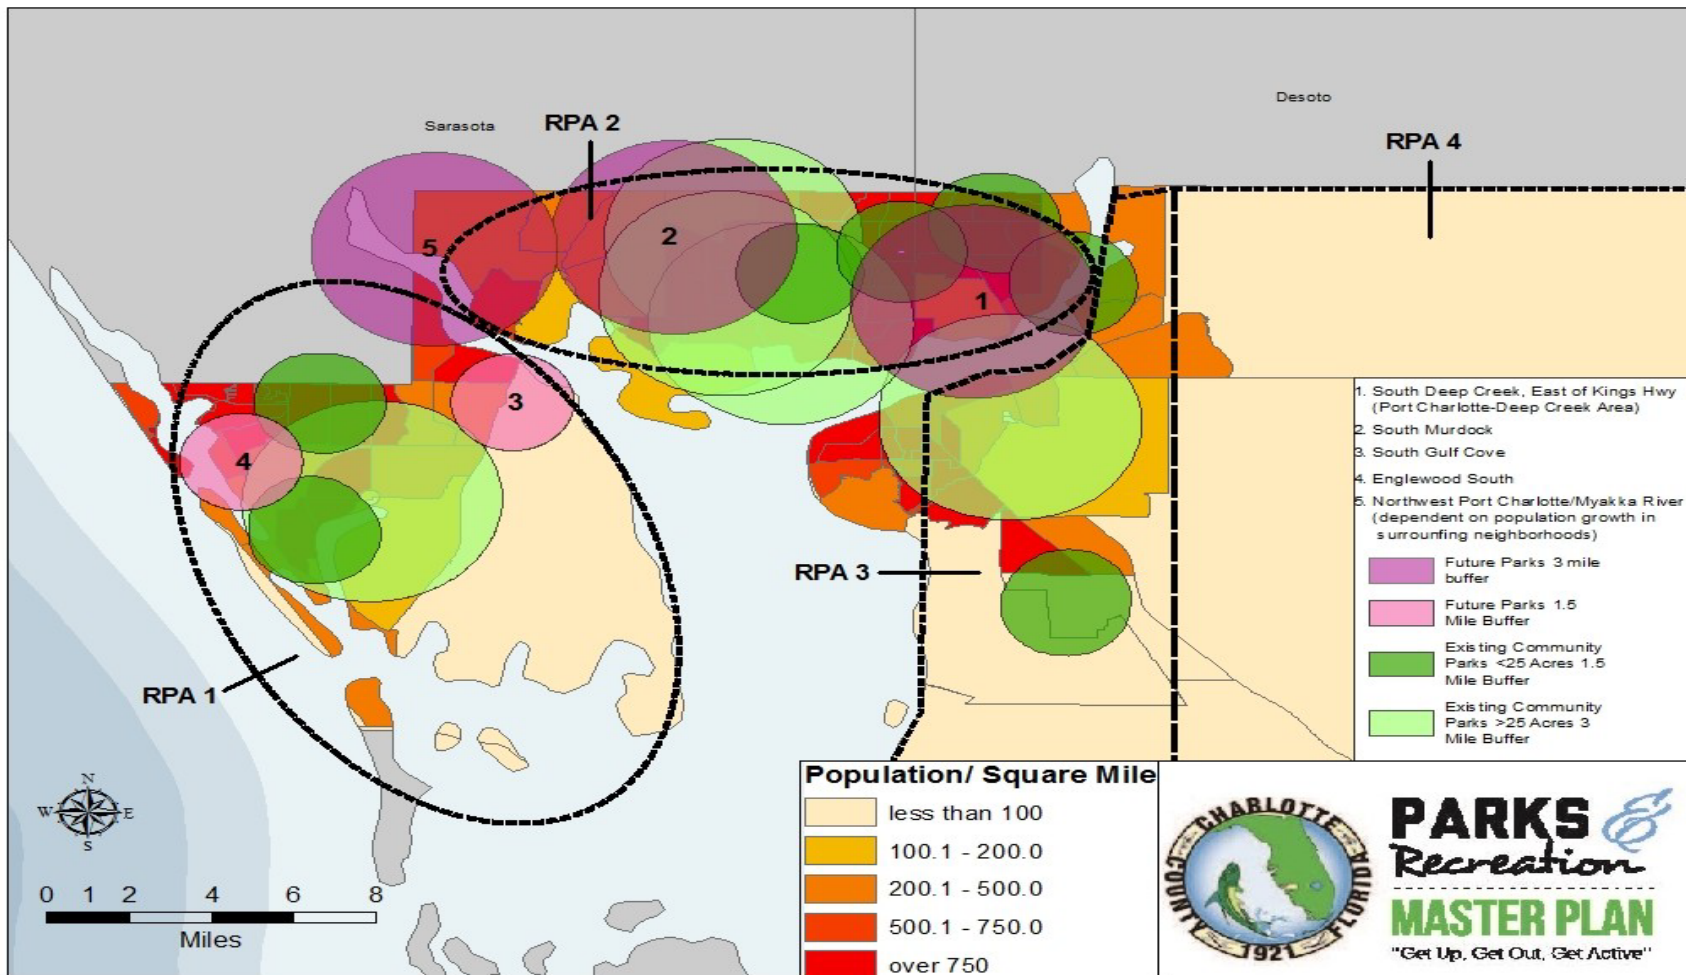 Desoto
Sarasota
RPA 2
RPA 4
5
2
1
3
4
RPA 3
RPA 1
1. South Deep Creek, East of Kings Hwy
(Port Charlotte-Deep Creek Area)
2. South Murdock
3. South Gulf Cove
4. Englewood South
5. Northwest Port Charlotte/Myakka River
(dependent on population growth in
surrounfing neighborhoods)
Future Parks 3 mile
buffer
Future Parks 1.5
Mile Buffer
Existing Community
Parks <25 Acres 1.5
Mile Buffer
Existing Community
Parks >25 Acres 3
Mile Buffer
N
W E
S
0 1 2 4 6 8
Miles
Population/ Square Mile
less than 100
100.1 - 200.0
200.1 - 500.0
500.1 - 750.0
over 750
CHARLOTTE
COUNTY
FLORIDA
1921
PARKS &
Recreation
MASTER PLAN
"Get Up, Get Out, Get Active"